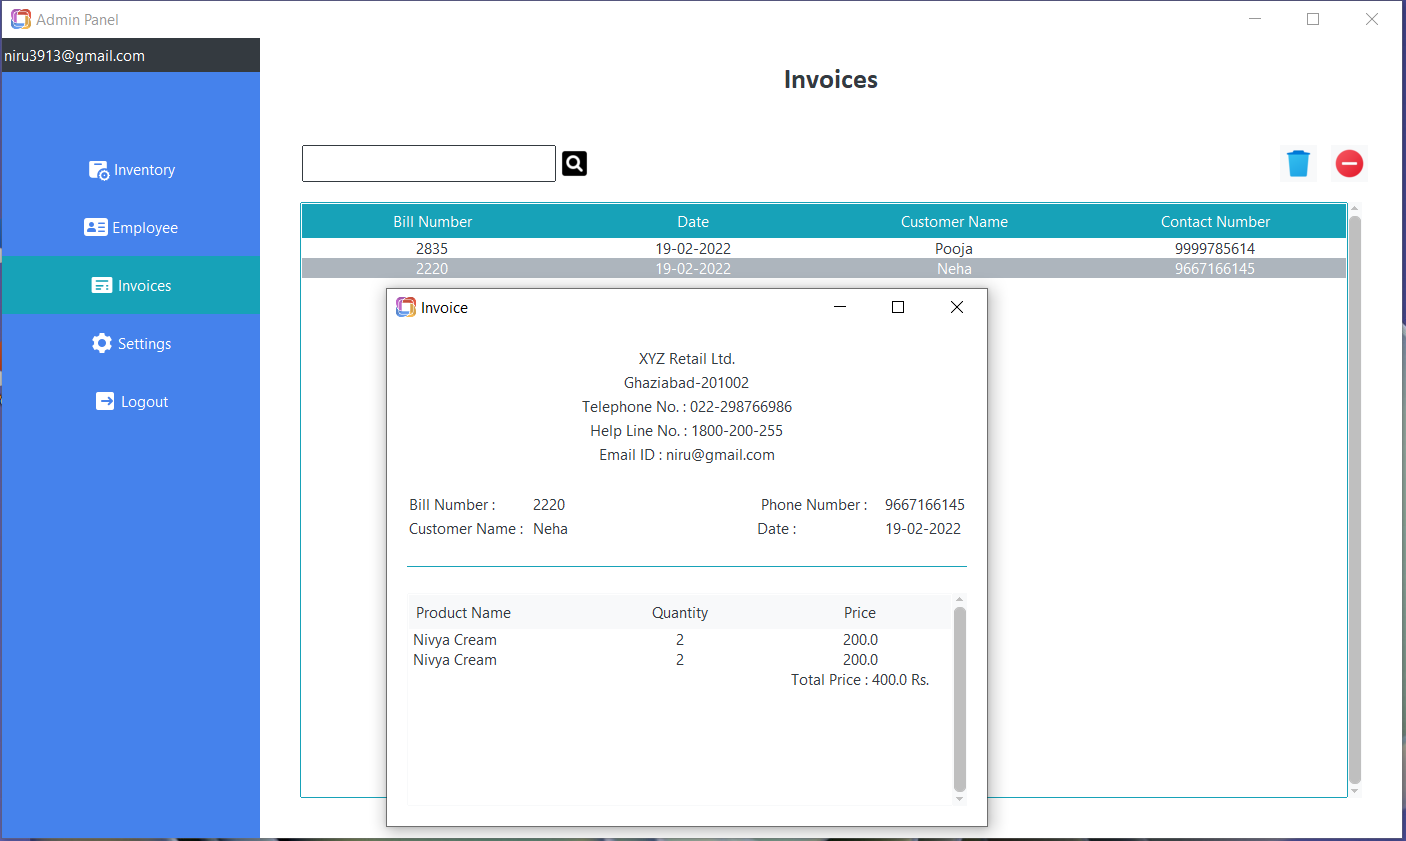 Admin Panel
niru3913@gmail.com
Inventory
Employee
Invoices
Settings
Logout
Invoices
Bill Number Date Customer Name Contact Number
2835 19-02-2022 Pooja 9999785614
2220 19-02-2022 Neha 9667166145
Invoice
XYZ Retail Ltd.
Ghaziabad-201002
Telephone No. : 022-298766986
Help Line No. : 1800-200-255
Email ID : niru@gmail.com
Bill Number : 2220 Phone Number : 9667166145
Customer Name : Neha Date : 19-02-2022
Product Name Quantity Price
Nivya Cream 2 200.0
Nivya Cream 2 200.0
Total Price : 400.0 Rs.